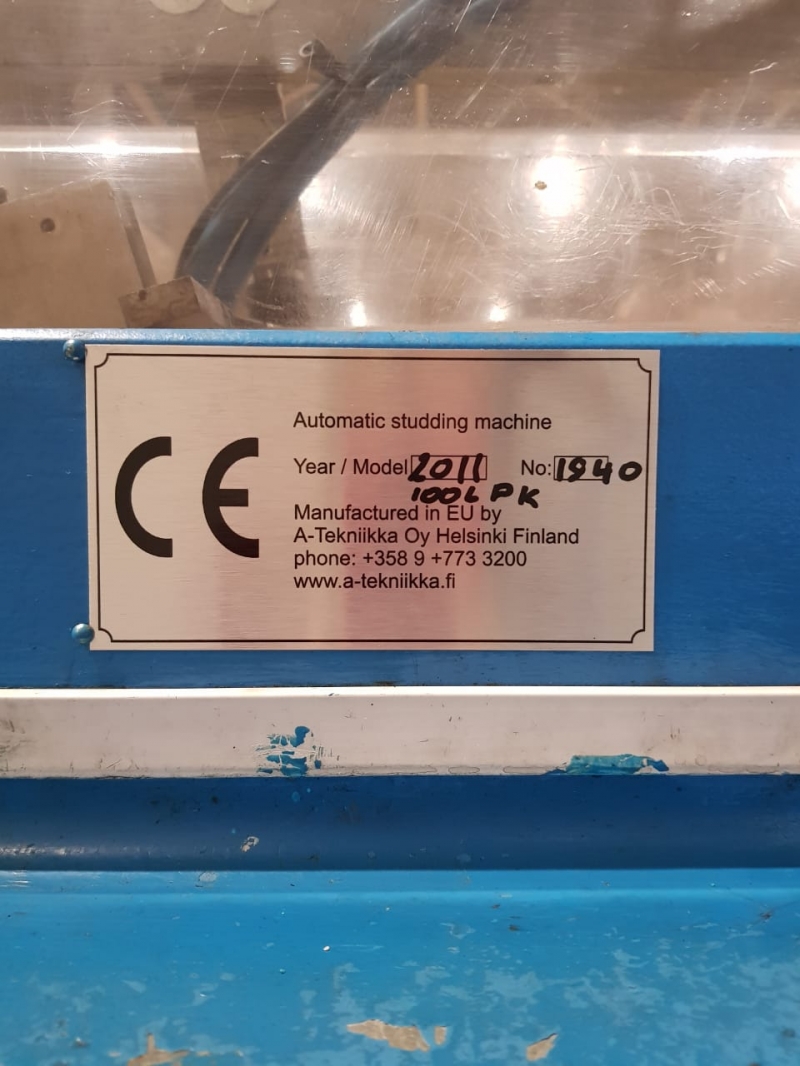 CE
Automatic studding machine
Year / Model 2011 No: 1940
100L PK
Manufactured in EU by
A-Tekniikka Oy Helsinki Finland
phone: +358 9 +773 3200
www.a-tekniikka.fi